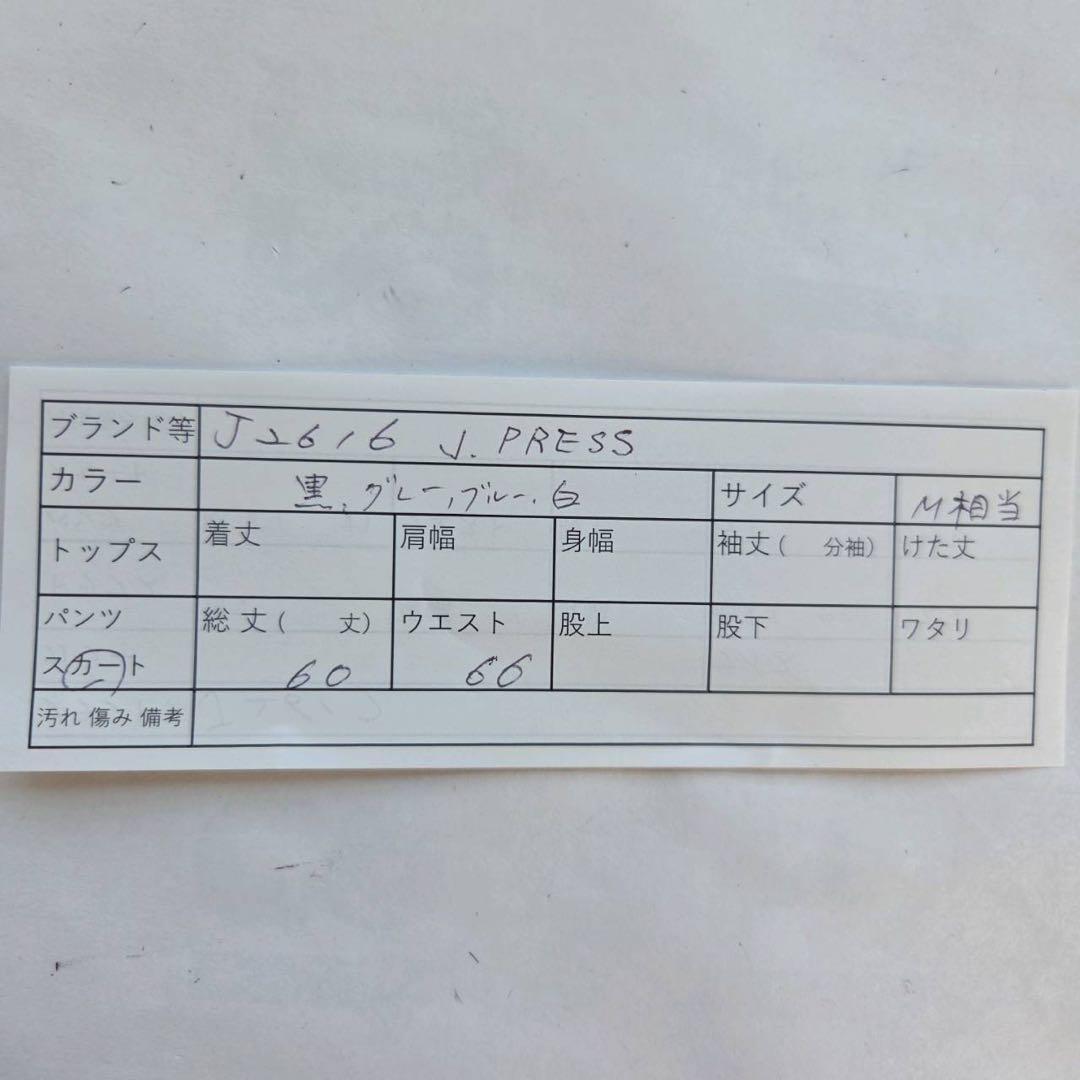 ブランド等 J2616 J. PRESS
カラー 黒、グレー、ブルー、白 サイズ M相当
トップス 着丈 肩幅 身幅 袖丈( 分袖) けた丈
パンツ 総丈( 丈) ウエスト 股上 股下 ワタリ
スカート 60 66
汚れ 傷み 備考